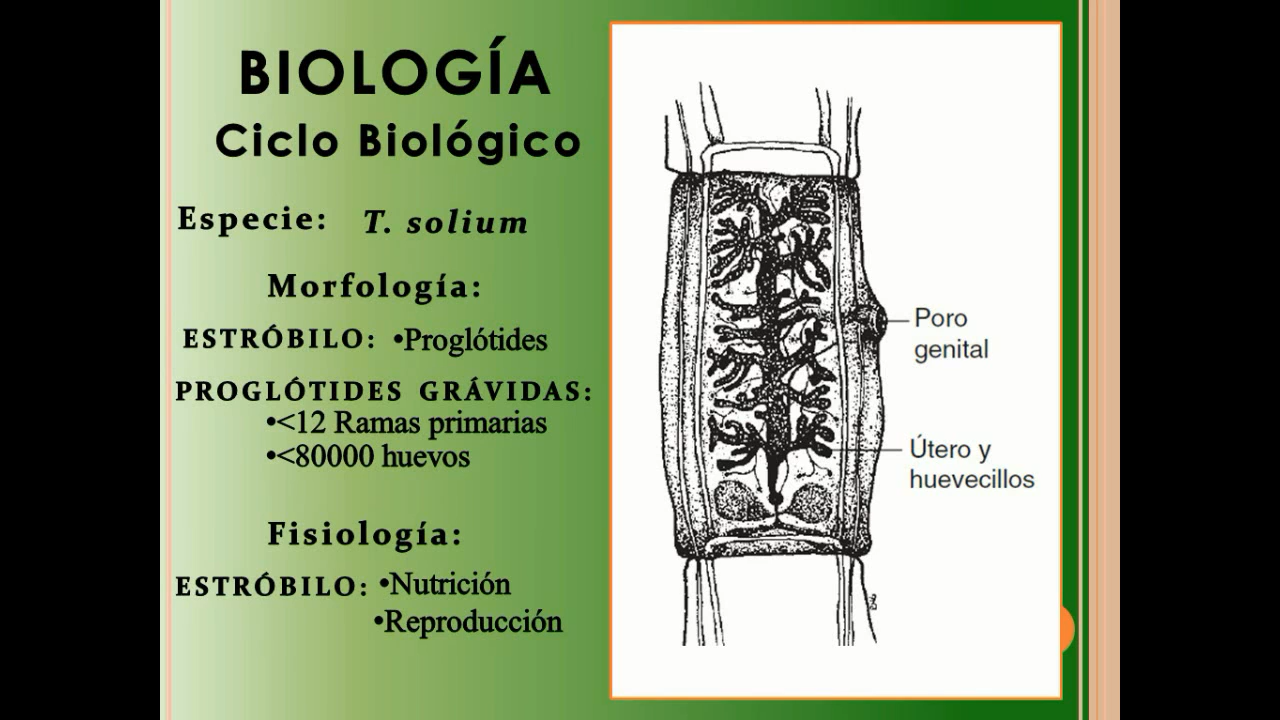 BIOLOGÍA
Ciclo Biológico
Especie: T. solium
Morfología:
ESTRÓBILO: •Proglótides
PROGLÓTIDES GRÁVIDAS:
•<12 Ramas primarias
•<80000 huevos
Fisiología:
ESTRÓBILO: •Nutrición
•Reproducción
Poro
genital
Útero y
huevecillos